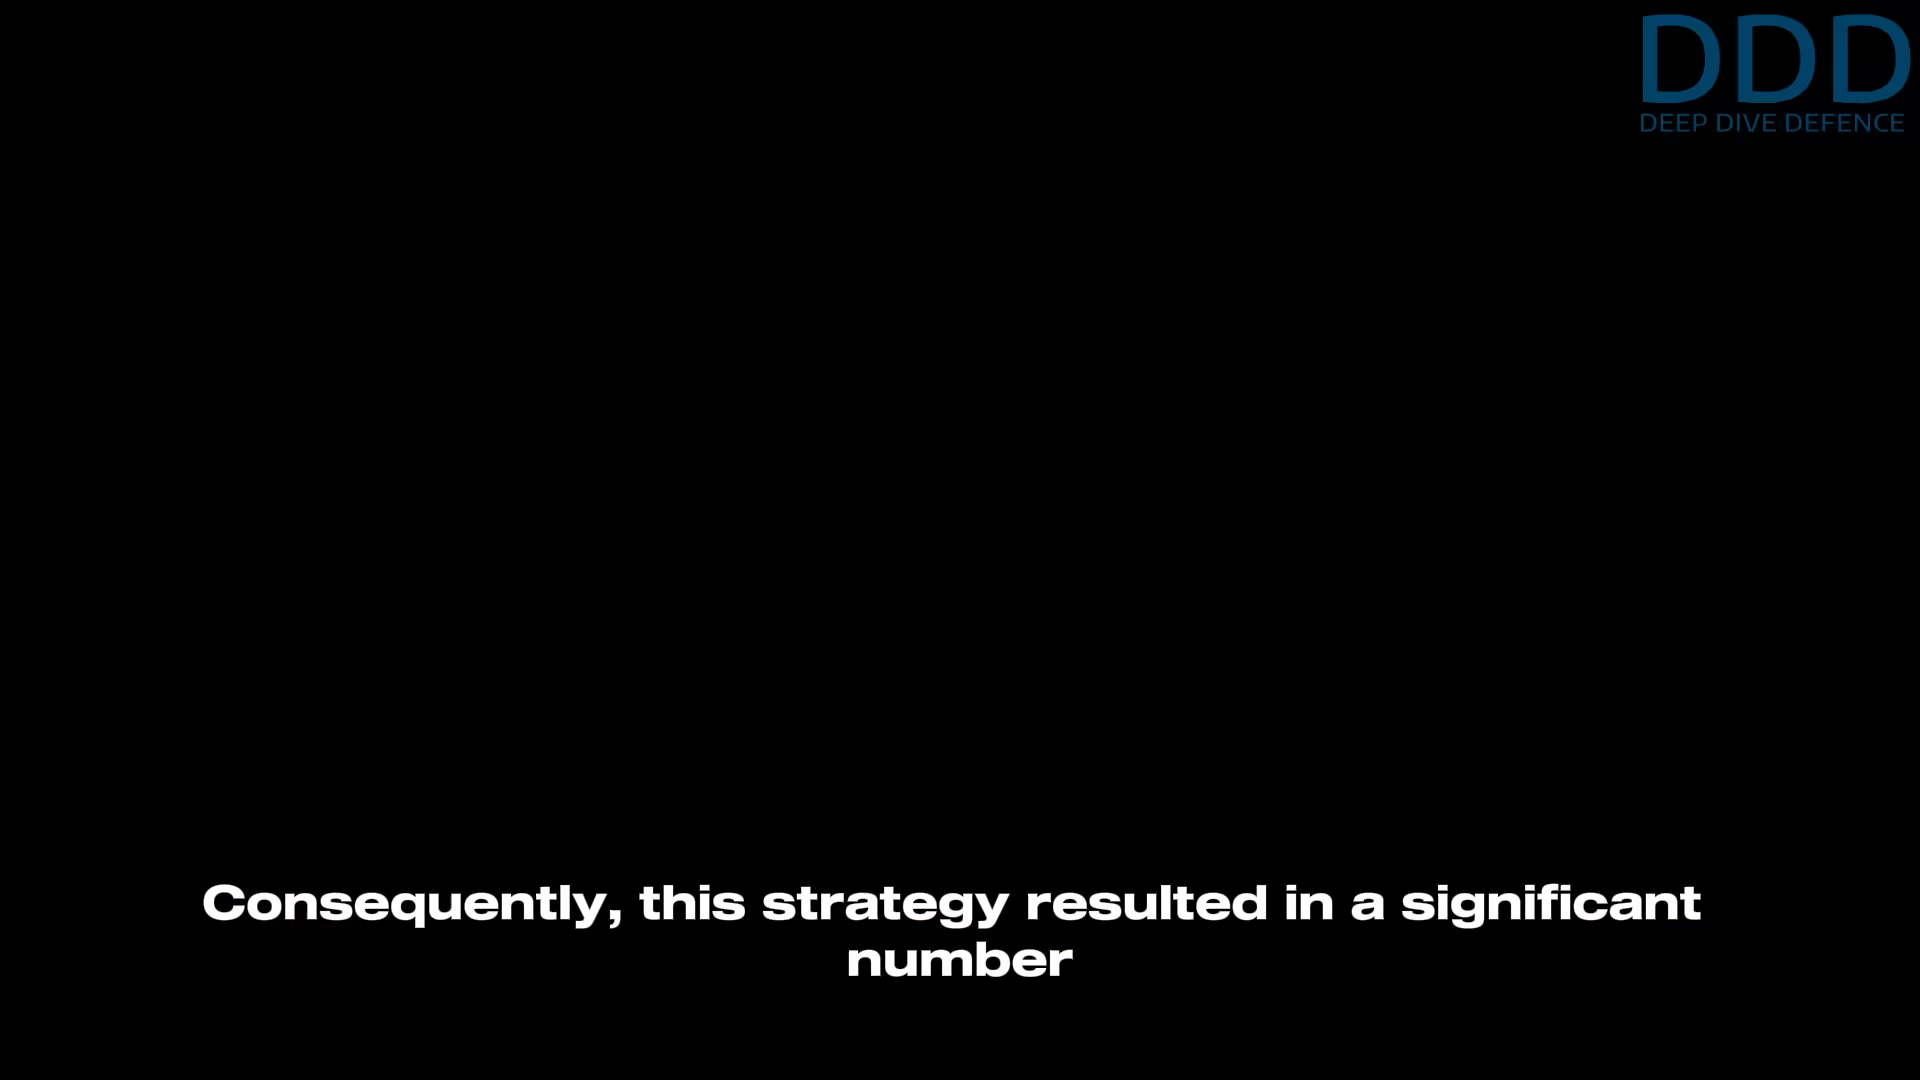 DDD
DEEP DIVE DEFENCE
Consequently, this strategy resulted in a significant
number